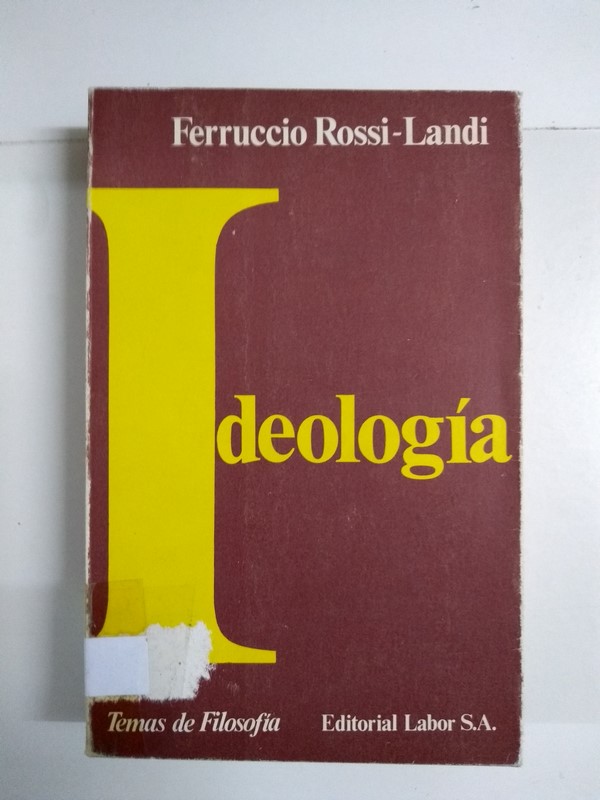 Ferruccio Rossi-Landi
Ideología
Temas de Filosofía
Editorial Labor S.A.